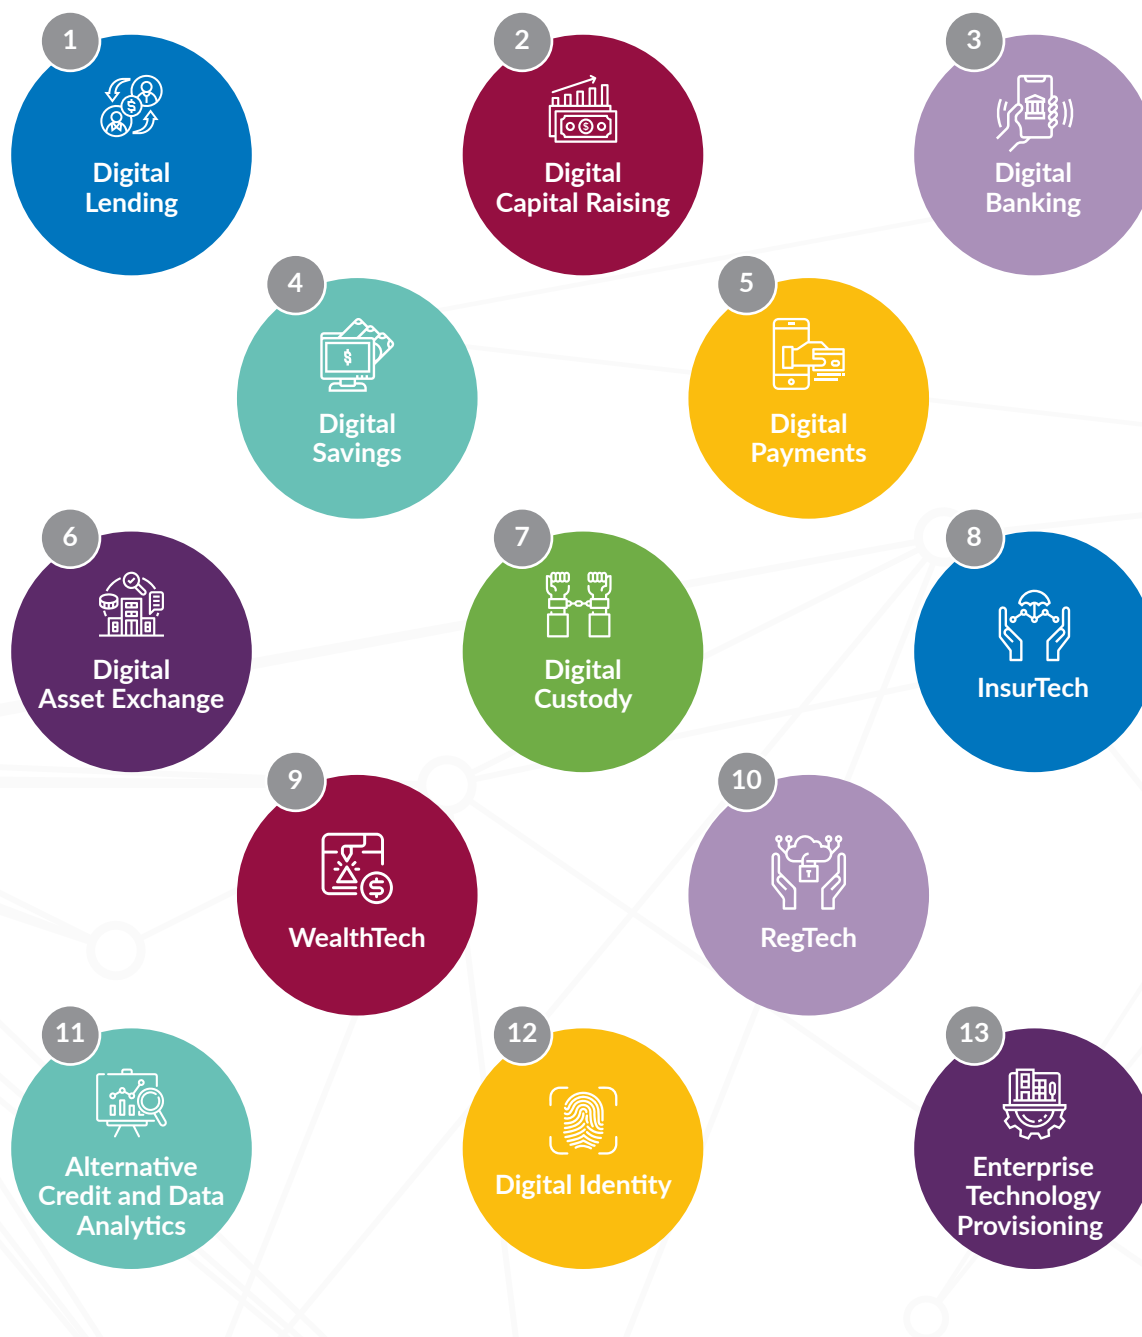 1
Digital
Lending
2
Digital
Capital Raising
3
Digital
Banking
4
Digital
Savings
5
Digital
Payments
6
Digital
Asset Exchange
7
Digital
Custody
8
InsurTech
9
WealthTech
10
RegTech
11
Alternative
Credit and Data
Analytics
12
Digital Identity
13
Enterprise
Technology
Provisioning